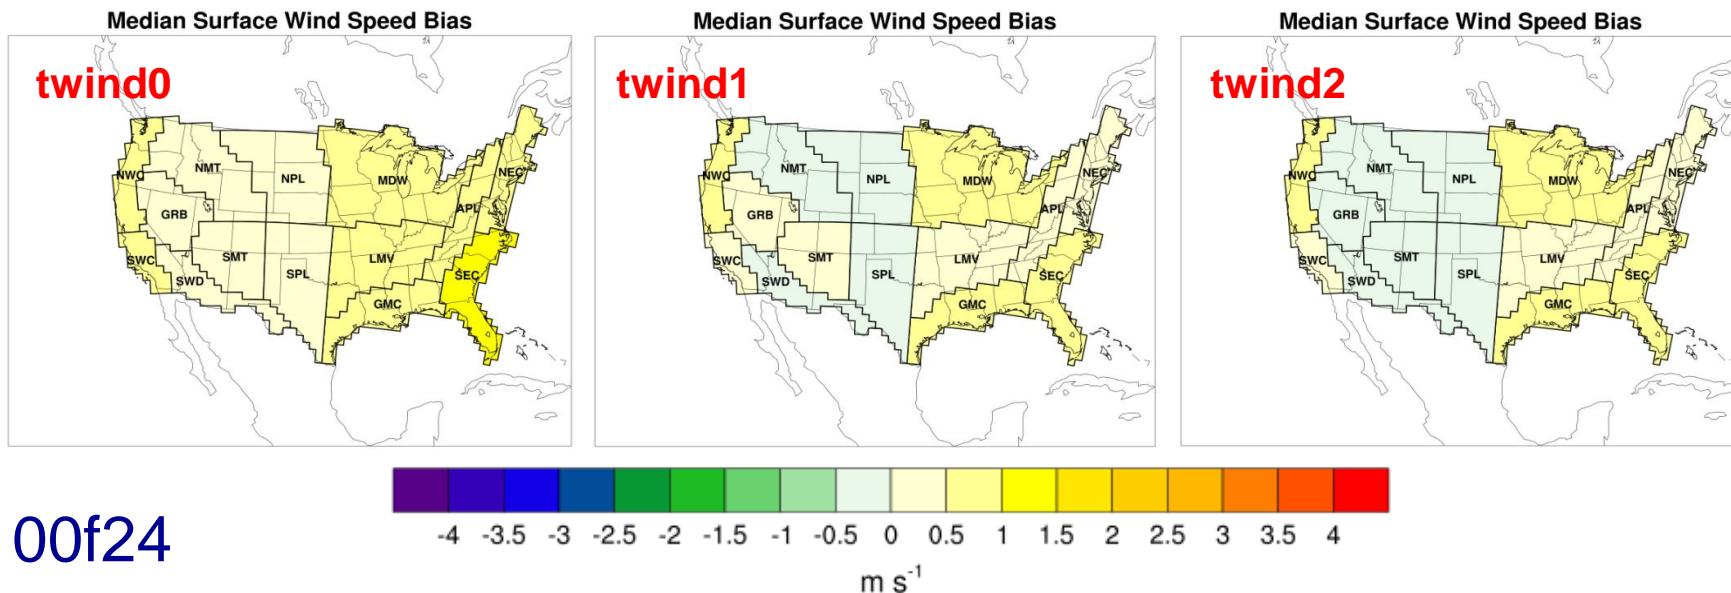 Median Surface Wind Speed Bias
twind0
NWC
NMT
NPL
MDW
NEC
GRB
APL
SWC
SWD
SMT
SPL
LMV
SEC
GMC
Median Surface Wind Speed Bias
twind1
NWC
NMT
NPL
MDW
NEC
GRB
APL
SWC
SWD
SMT
SPL
LMV
SEC
GMC
Median Surface Wind Speed Bias
twind2
NWC
NMT
NPL
MDW
NEC
GRB
APL
SWC
SWD
SMT
SPL
LMV
SEC
GMC
00f24
-4 -3.5 -3 -2.5 -2 -1.5 -1 -0.5 0 0.5 1 1.5 2 2.5 3 3.5 4
m s⁻¹